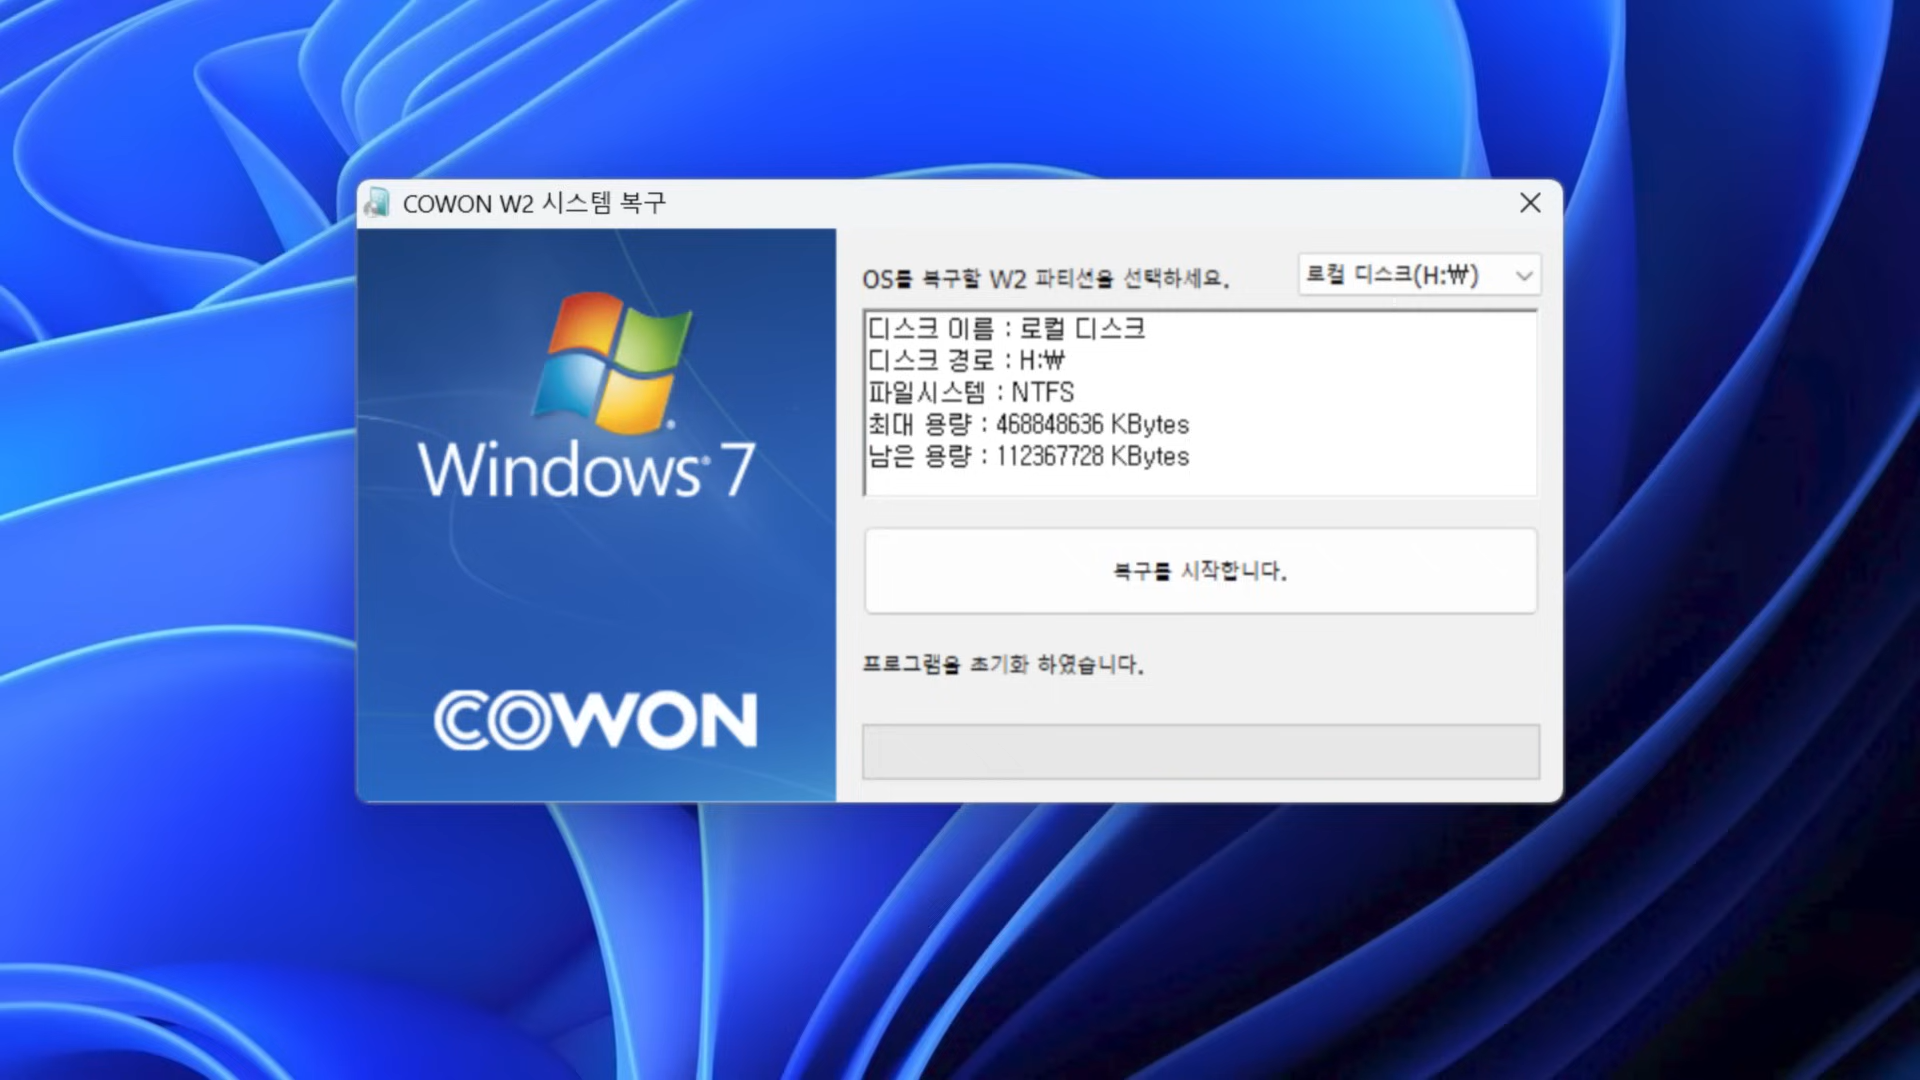 COWON W2 시스템 복구
Windows 7
COWON
OS를 복구할 W2 파티션을 선택하세요.
로컬 디스크(H:₩)
디스크 이름 : 로컬 디스크
디스크 경로 : H:₩
파일시스템 : NTFS
최대 용량 : 468848636 KBytes
남은 용량 : 112367728 KBytes
복구를 시작합니다.
프로그램을 초기화 하였습니다.